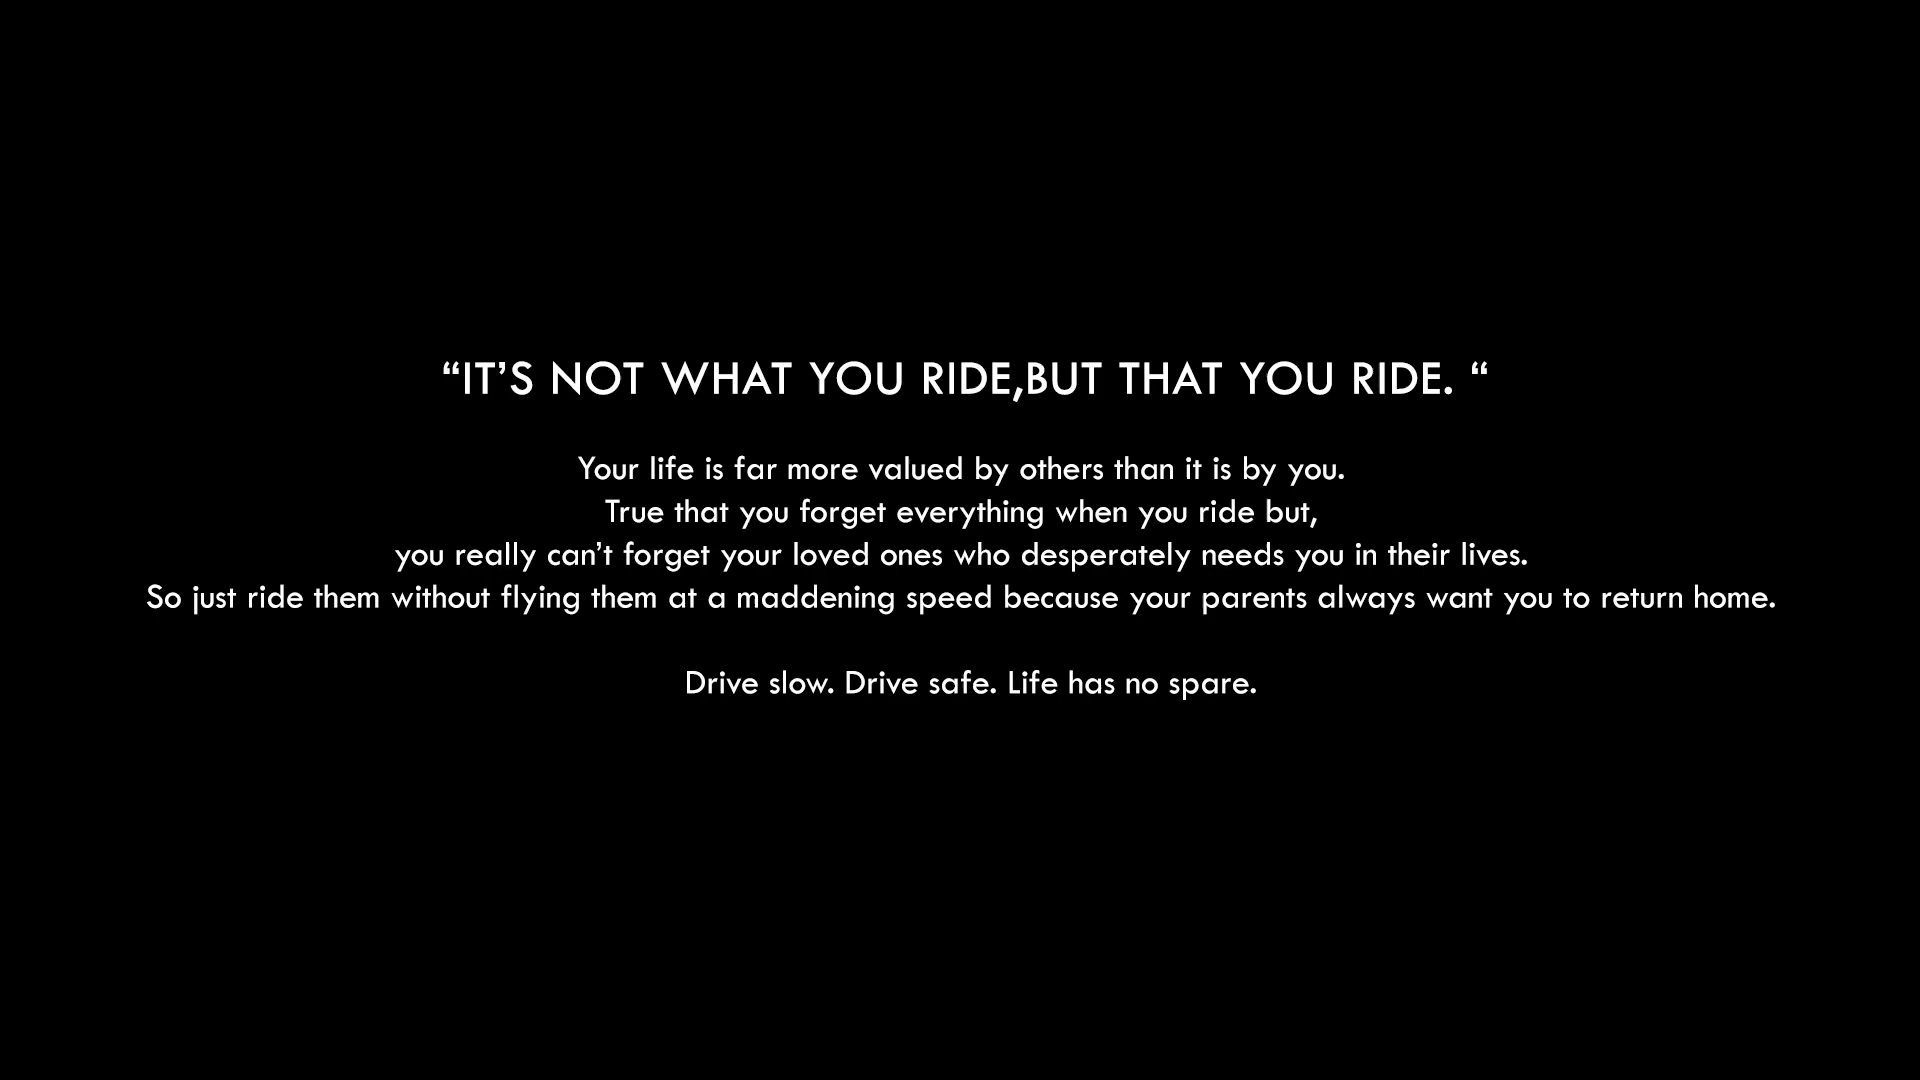 “IT’S NOT WHAT YOU RIDE,BUT THAT YOU RIDE. “
Your life is far more valued by others than it is by you.
True that you forget everything when you ride but,
you really can’t forget your loved ones who desperately needs you in their lives.
So just ride them without flying them at a maddening speed because your parents always want you to return home.
Drive slow. Drive safe. Life has no spare.